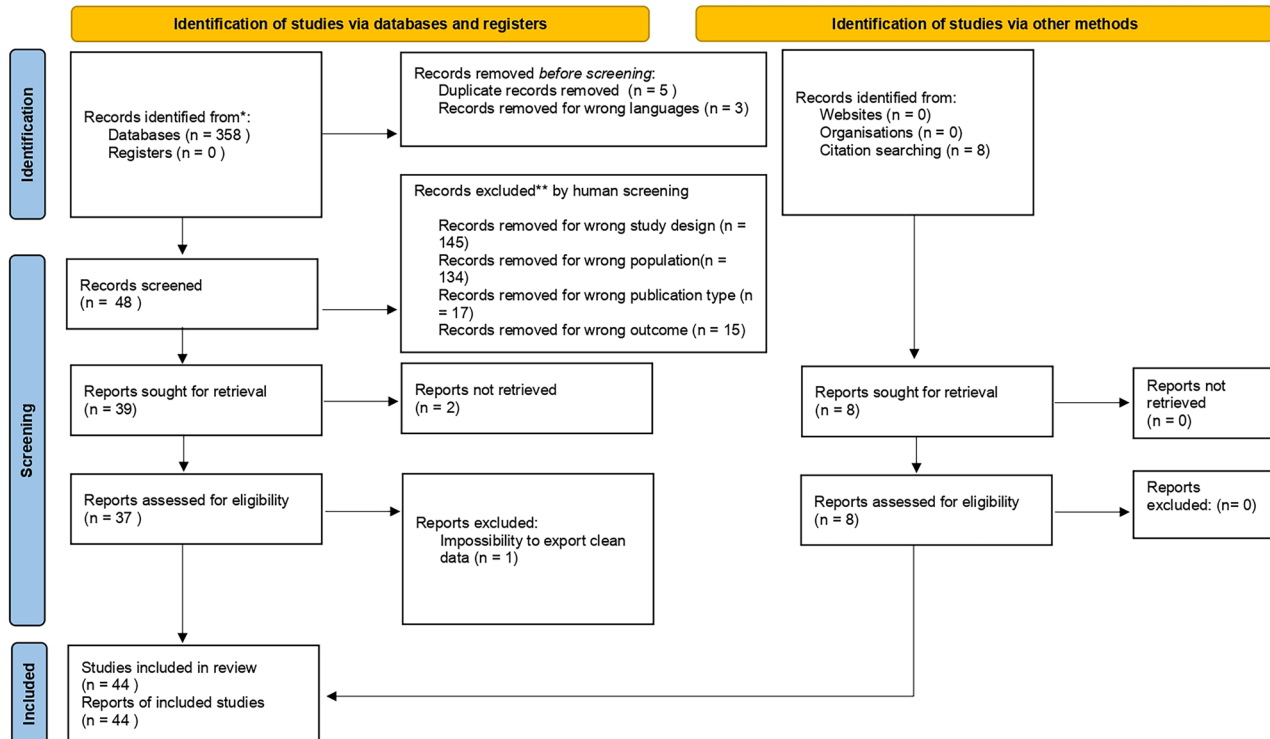 Identification of studies via databases and registers
Identification of studies via other methods
Identification
Records identified from*:
Databases (n = 358 )
Registers (n = 0 )
Records removed before screening:
Duplicate records removed (n = 5 )
Records removed for wrong languages (n = 3)
Records identified from:
Websites (n = 0)
Organisations (n = 0)
Citation searching (n = 8)
Records excluded** by human screening
Records removed for wrong study design (n =
145)
Records removed for wrong population(n =
134)
Records removed for wrong publication type (n
= 17)
Records removed for wrong outcome (n = 15)
Screening
Records screened
(n = 48 )
Reports sought for retrieval
(n = 39)
Reports not retrieved
(n = 2)
Reports sought for retrieval
(n = 8)
Reports not
retrieved
(n = 0)
Reports assessed for eligibility
(n = 37 )
Reports excluded:
Impossibility to export clean
data (n = 1)
Reports assessed for eligibility
(n = 8)
Reports
excluded: (n= 0)
Included
Studies included in review
(n = 44 )
Reports of included studies
(n = 44 )